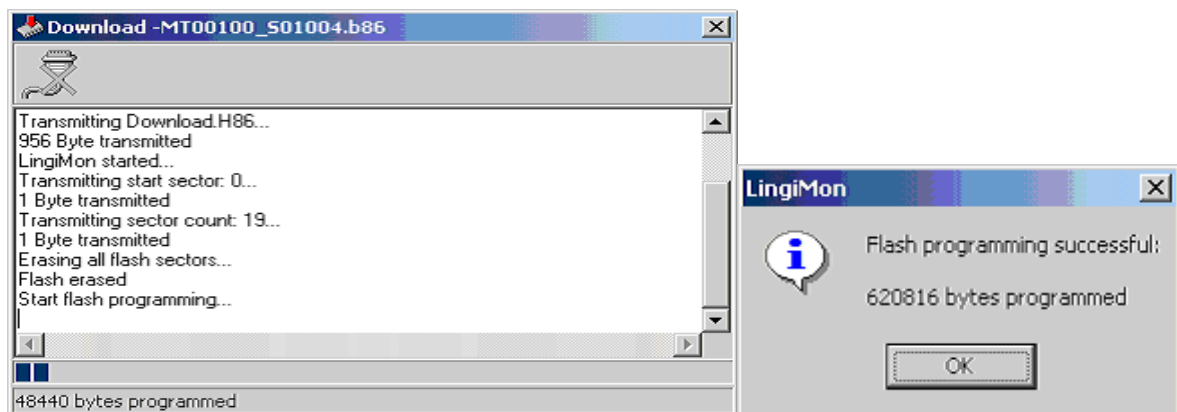 Download -MT00100_S01004.b86
Transmitting Download.H86...
956 Byte transmitted
LingiMon started...
Transmitting start sector: 0...
1 Byte transmitted
Transmitting sector count: 19...
1 Byte transmitted
Erasing all flash sectors...
Flash erased
Start flash programming...
48440 bytes programmed
LingiMon
Flash programming successful:
620816 bytes programmed
OK